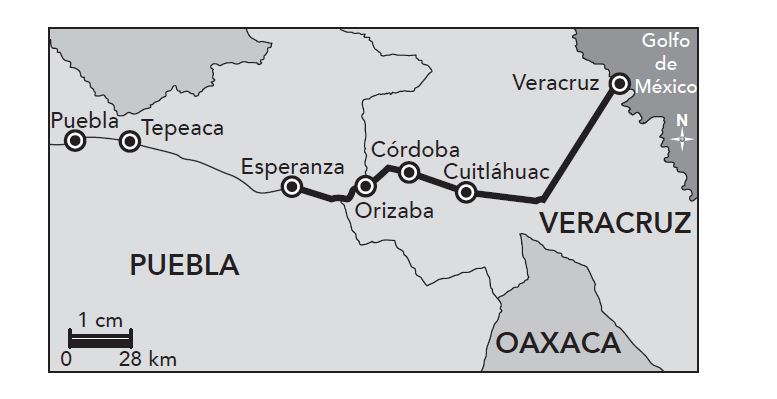 Golfo
de
México
Veracruz
N
Puebla
Tepeaca
Córdoba
Esperanza
Cuitláhuac
Orizaba
VERACRUZ
PUEBLA
1 cm
OAXACA
0 28 km